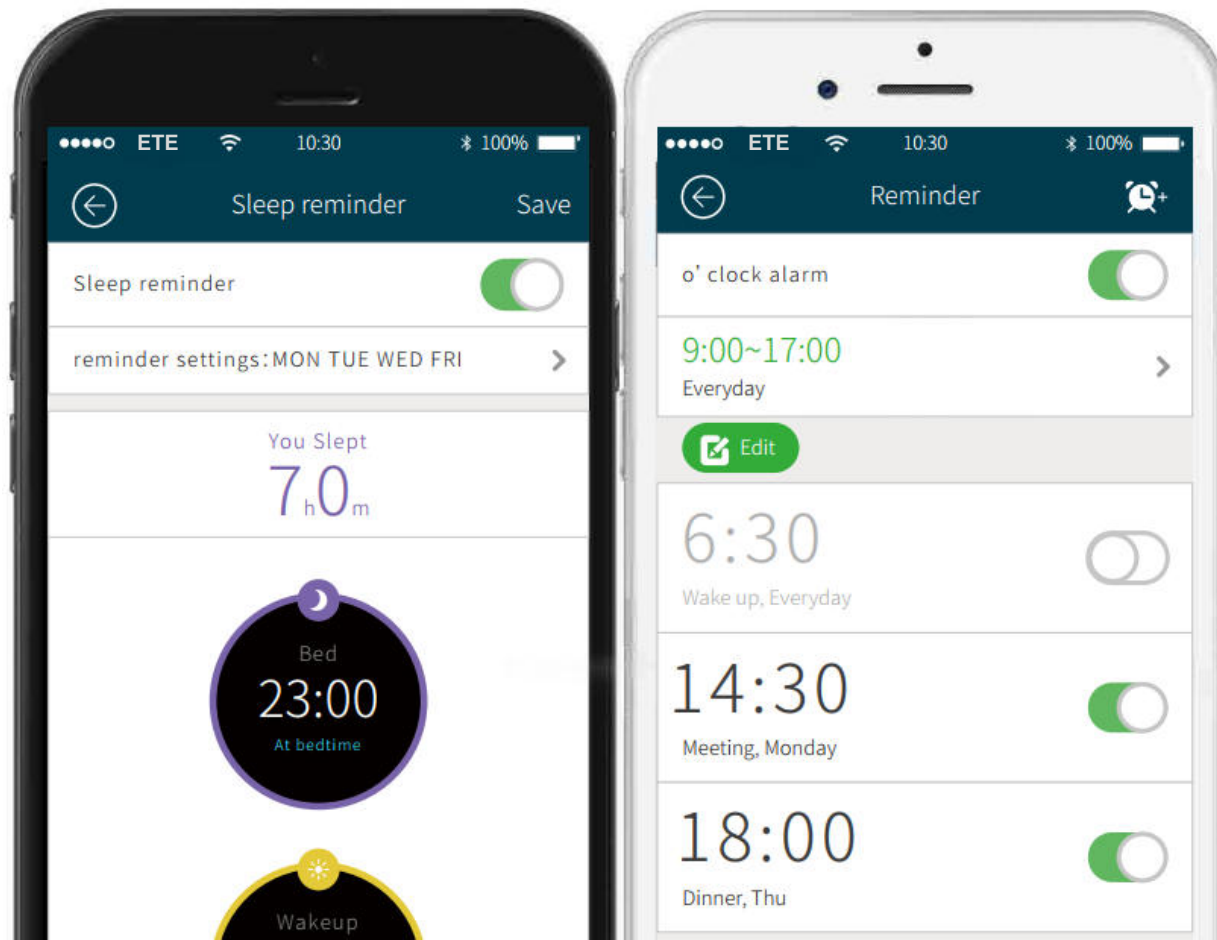 ETE 10:30 100%
Sleep reminder Save
Sleep reminder
reminder settings:MON TUE WED FRI
You Slept
7h0m
Bed
23:00
At bedtime
Wakeup
ETE 10:30 100%
Reminder
o' clock alarm
9:00~17:00
Everyday
Edit
6:30
Wake up, Everyday
14:30
Meeting, Monday
18:00
Dinner, Thu